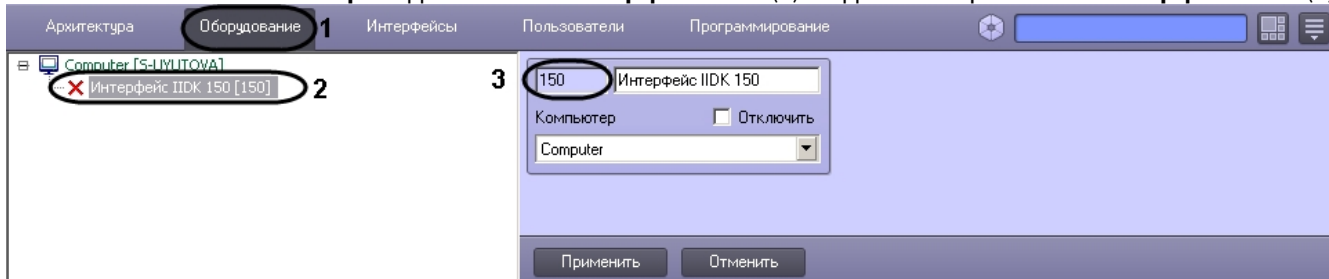 Архитектура Оборудование 1 Интерфейсы Пользователи Программирование
Computer [S-UYUTOVA]
Интерфейс IIDK 150 [150] 2
3 150 Интерфейс IIDK 150
Компьютер Отключить
Computer
Применить Отменить